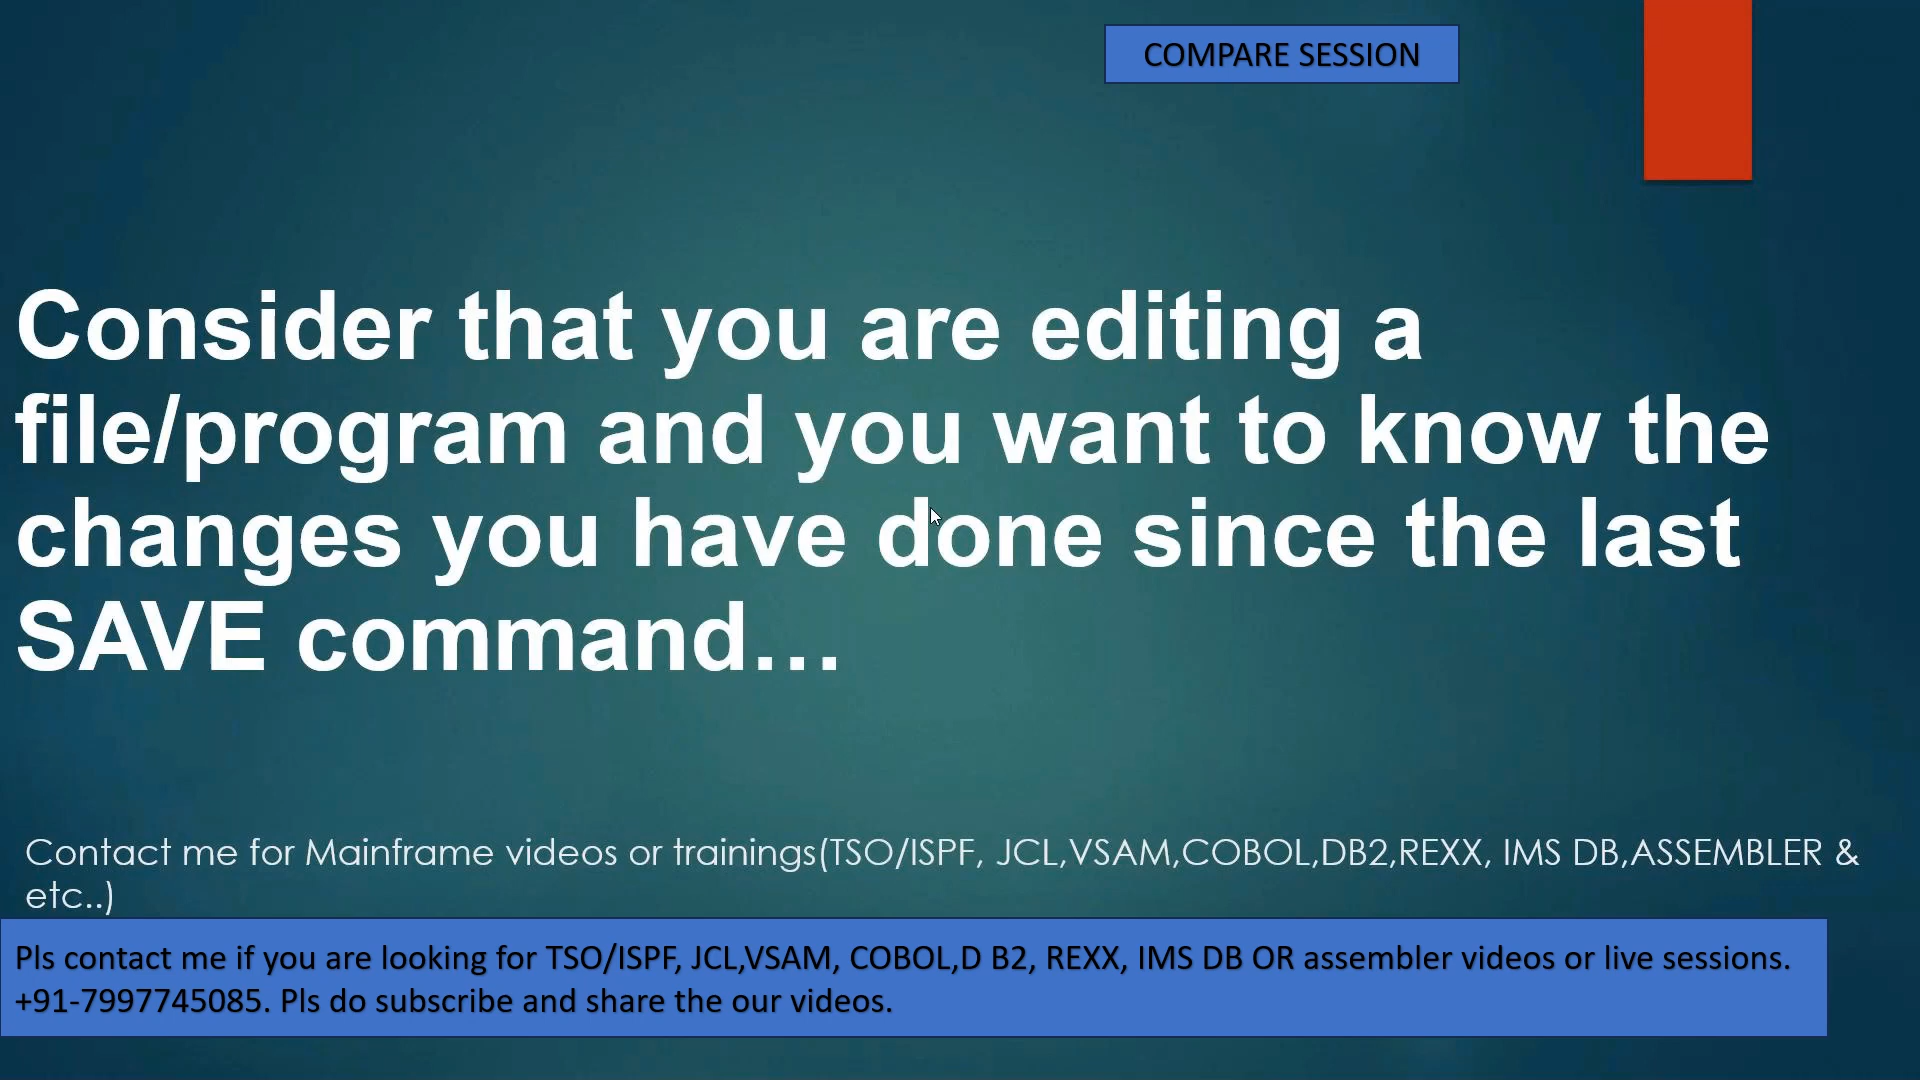 COMPARE SESSION
Consider that you are editing a
file/program and you want to know the
changes you have done since the last
SAVE command...
Contact me for Mainframe videos or trainings(TSO/ISPF, JCL,VSAM,COBOL,DB2,REXX, IMS DB,ASSEMBLER &
etc..)
Pls contact me if you are looking for TSO/ISPF, JCL,VSAM, COBOL,D B2, REXX, IMS DB OR assembler videos or live sessions.
+91-7997745085. Pls do subscribe and share the our videos.